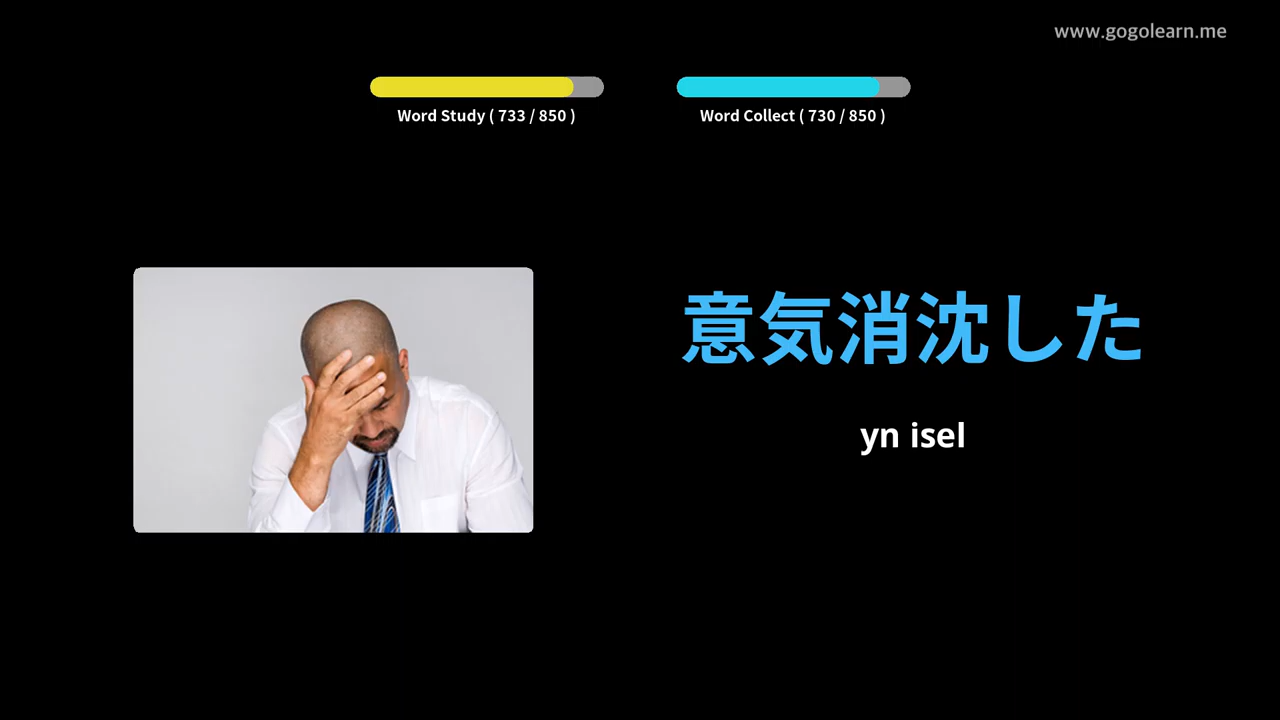 www.gogolearn.me
Word Study ( 733 / 850 )
Word Collect ( 730 / 850 )
意気消沈した
yn isel